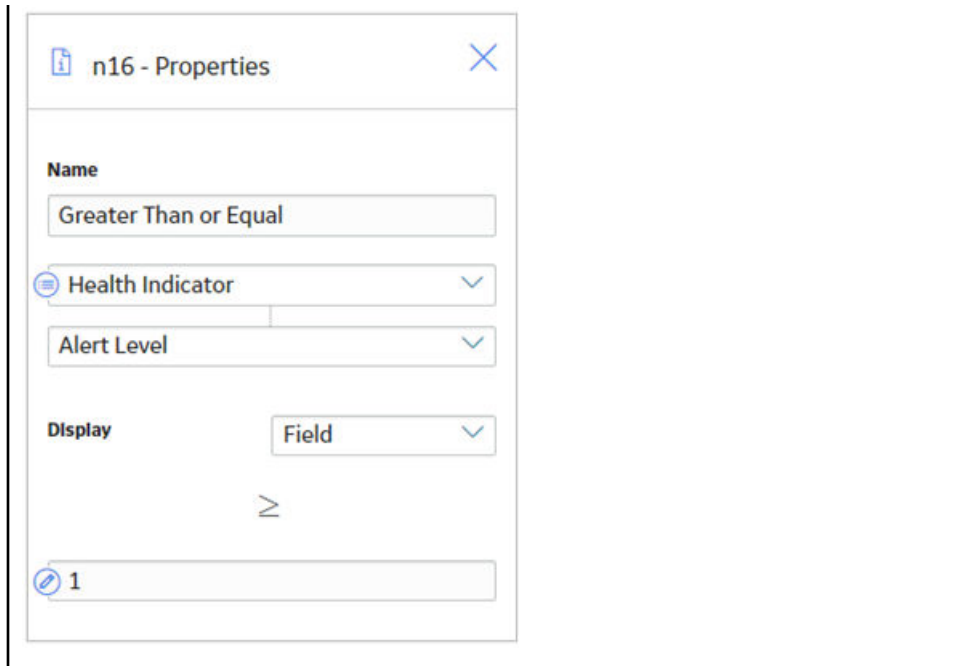 n16 - Properties
Name
Greater Than or Equal
Health Indicator
Alert Level
Display
Field
≥
1